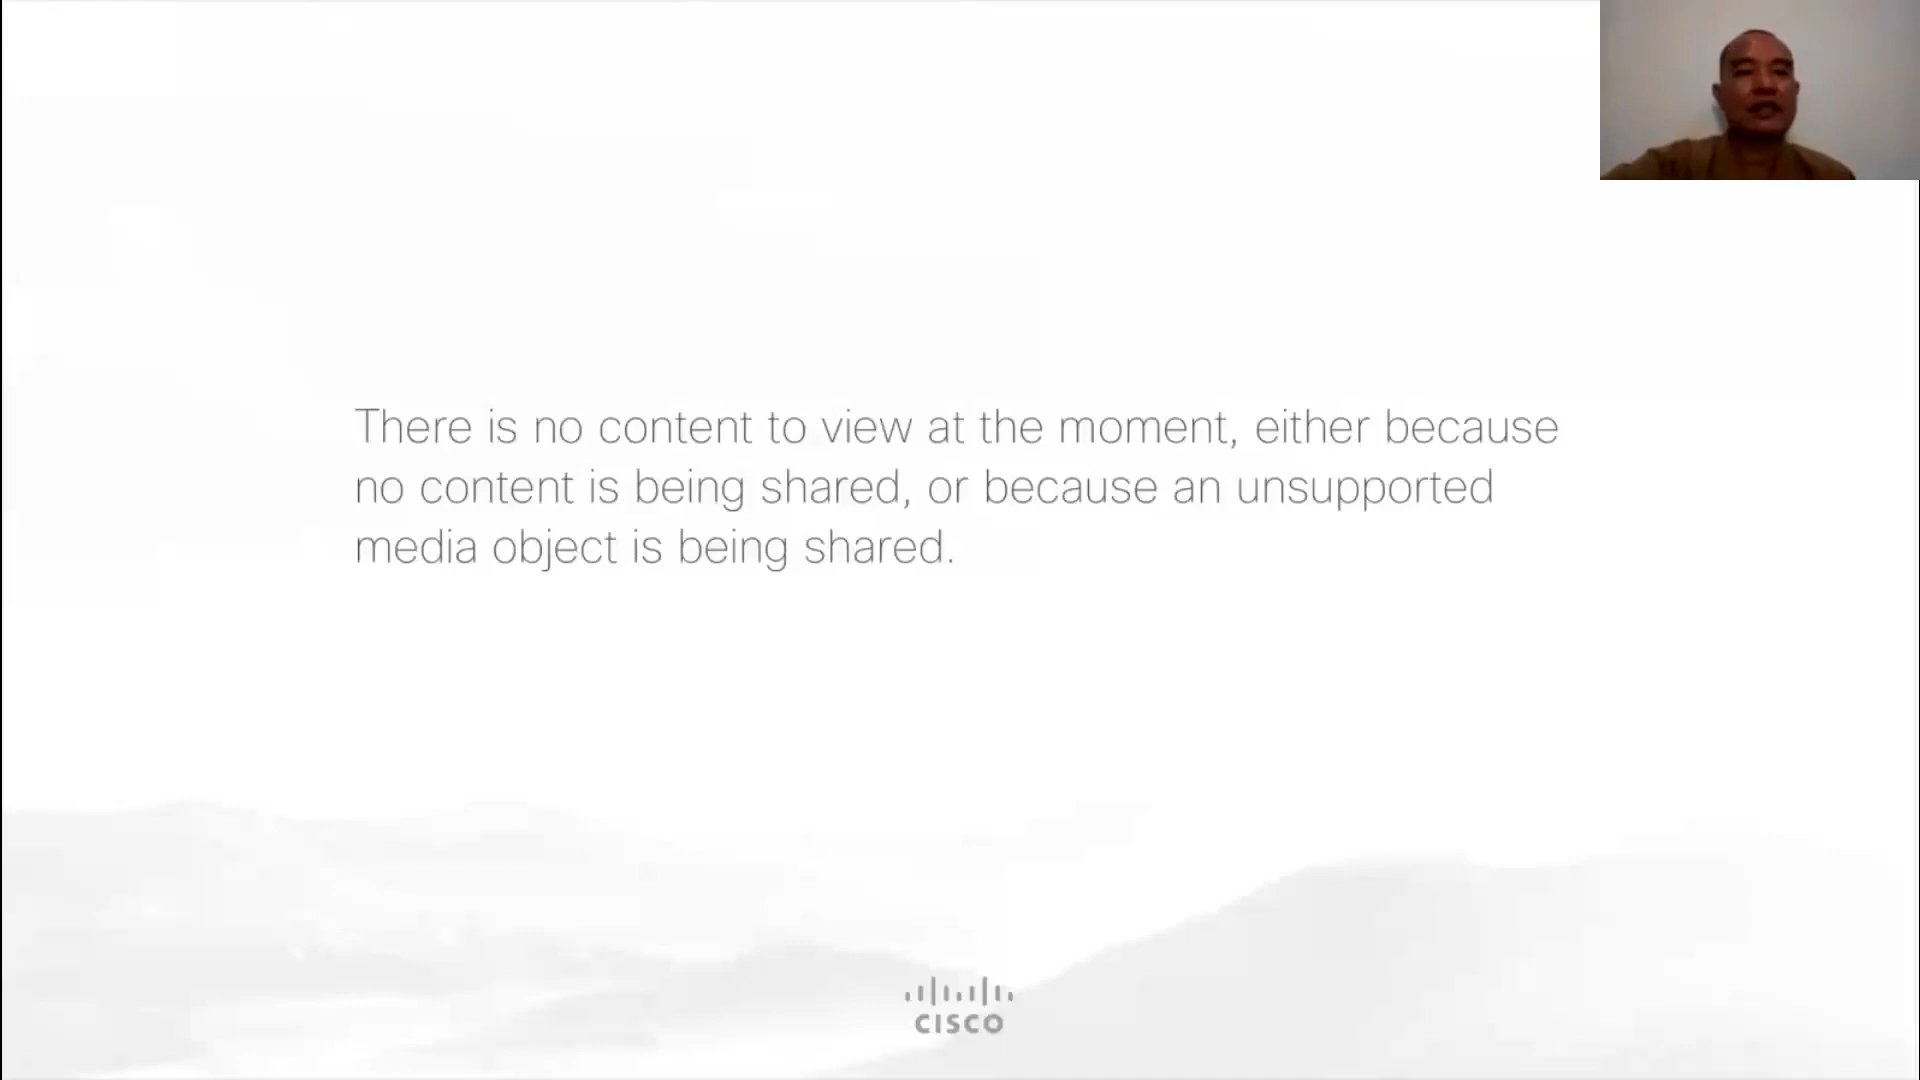 There is no content to view at the moment, either because
no content is being shared, or because an unsupported
media object is being shared.
CISCO